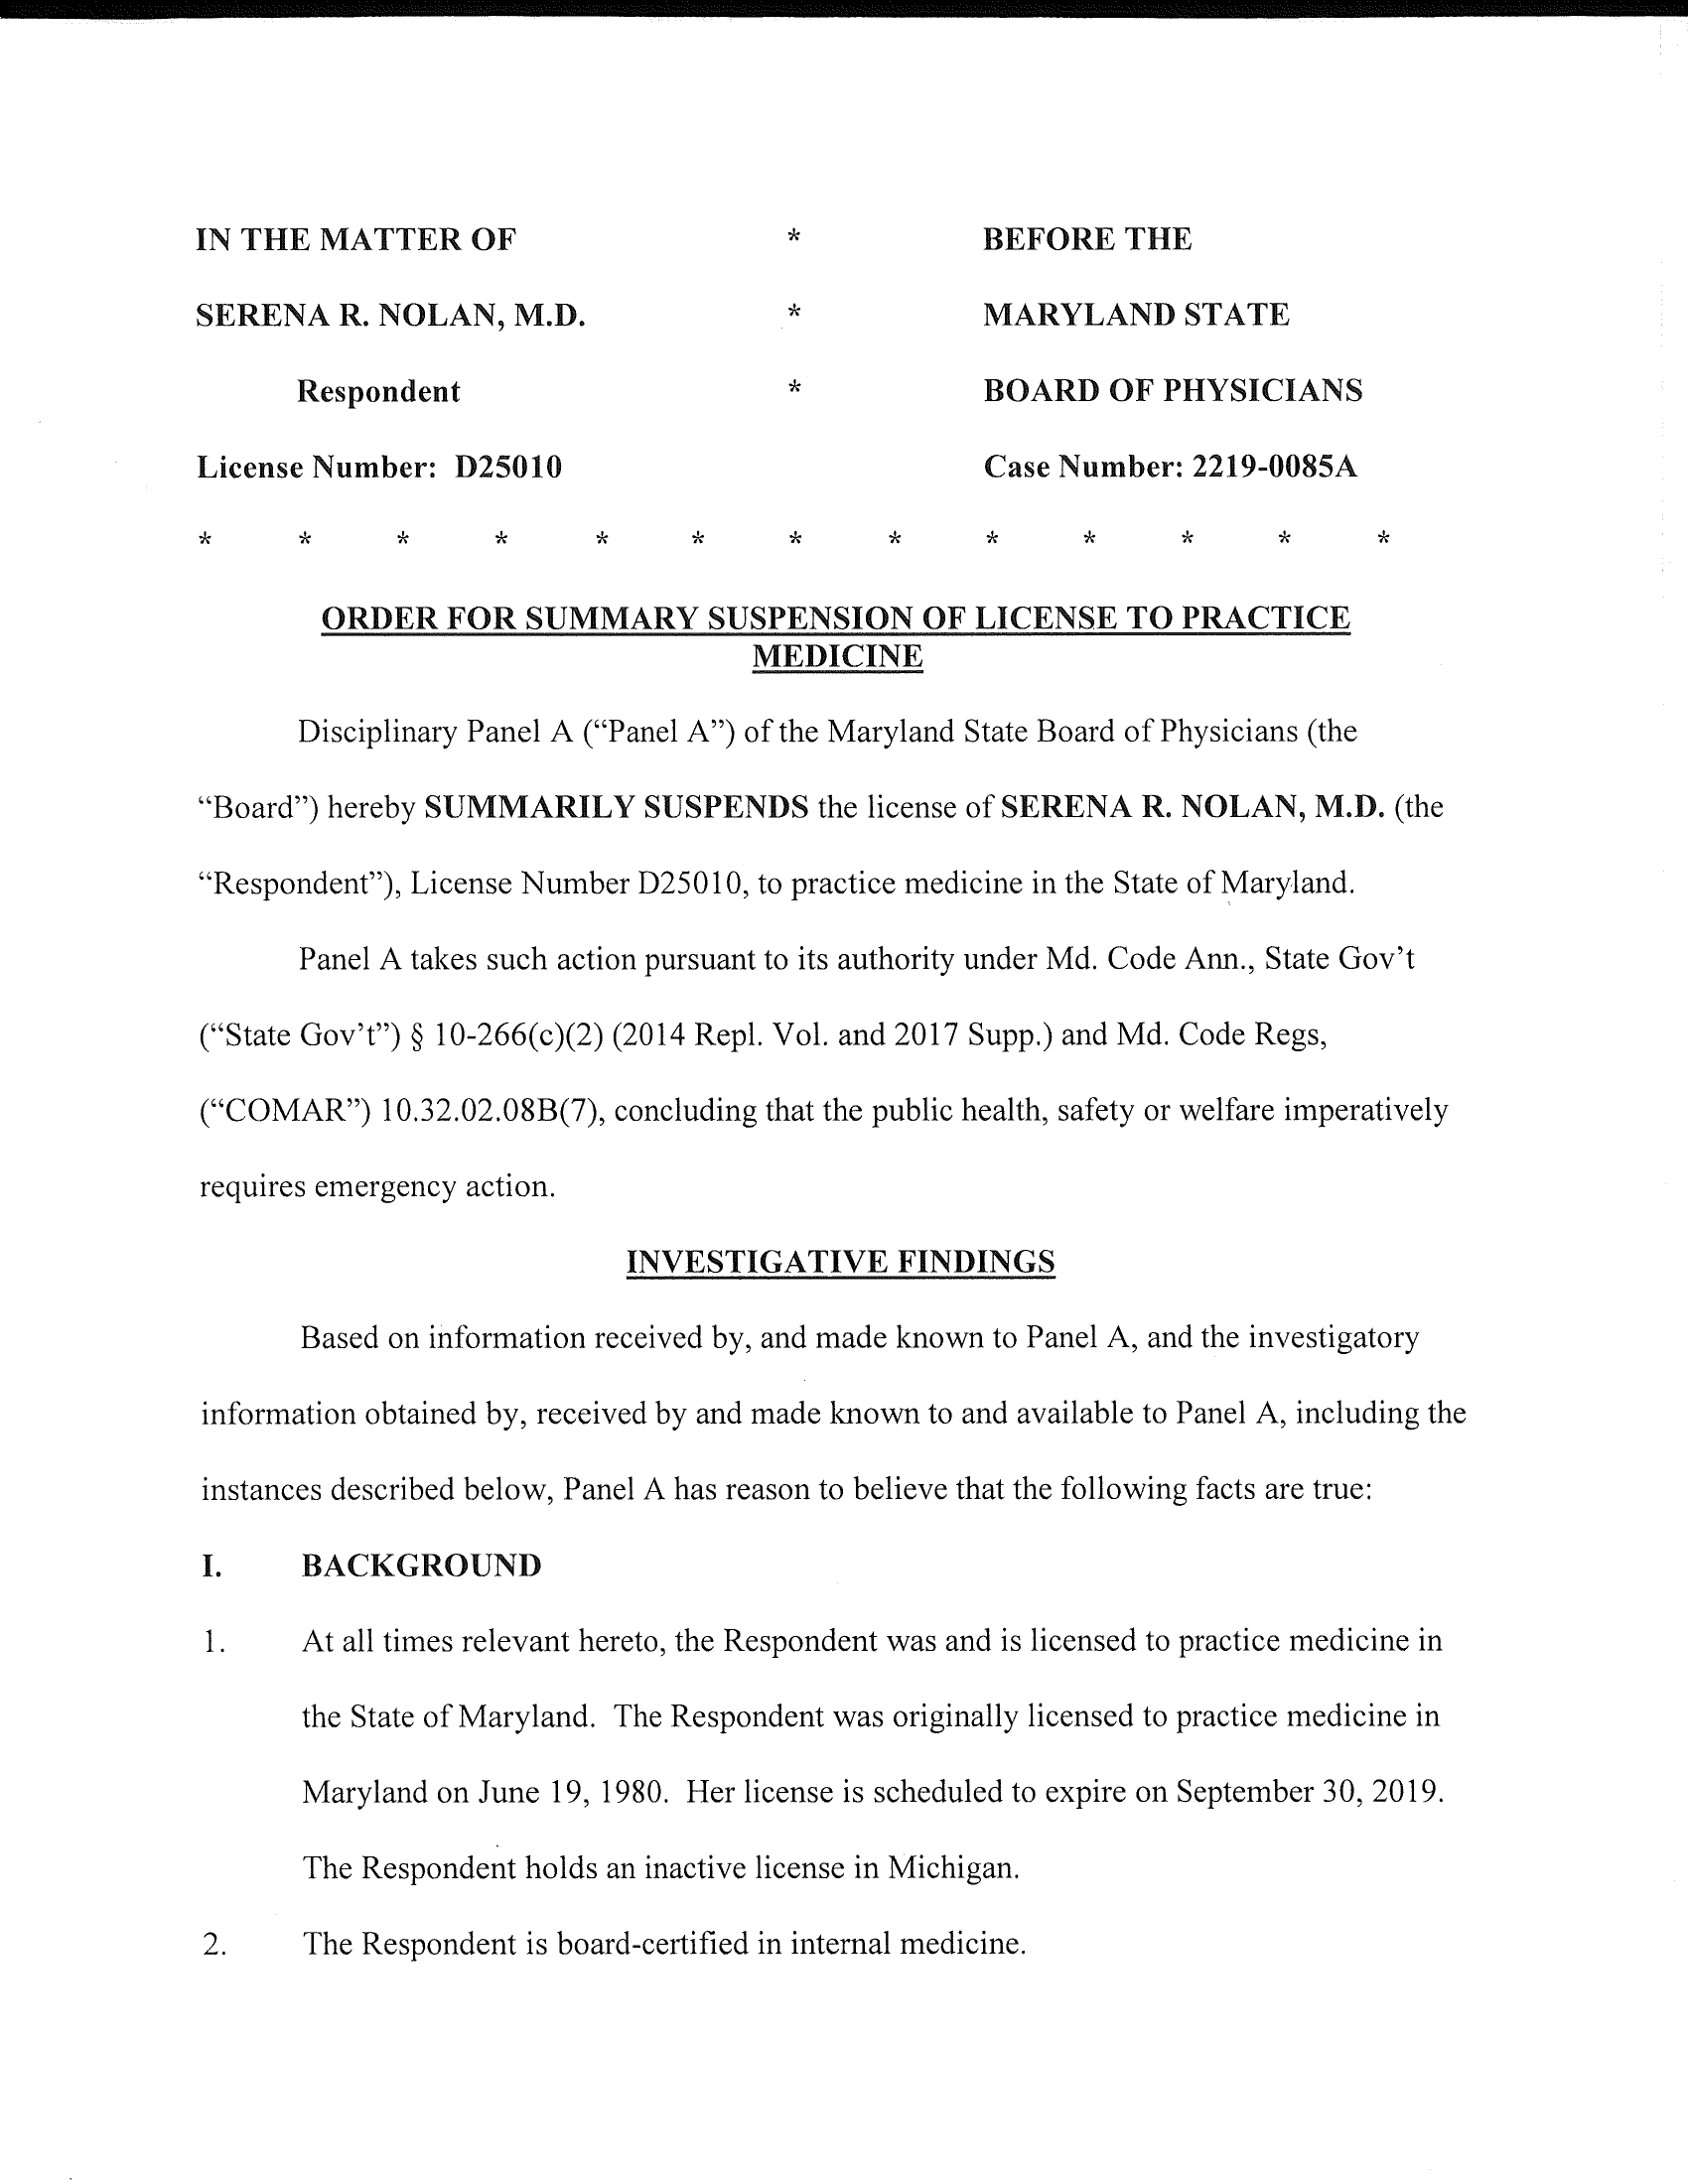 IN THE MATTER OF * BEFORE THE
SERENA R. NOLAN, M.D. * MARYLAND STATE
Respondent * BOARD OF PHYSICIANS
License Number: D25010 Case Number: 2219-0085A
* * * * * * * * * * * * *
ORDER FOR SUMMARY SUSPENSION OF LICENSE TO PRACTICE
MEDICINE
Disciplinary Panel A (“Panel A”) of the Maryland State Board of Physicians (the
“Board”) hereby SUMMARILY SUSPENDS the license of SERENA R. NOLAN, M.D. (the
“Respondent”), License Number D25010, to practice medicine in the State of Maryland.
Panel A takes such action pursuant to its authority under Md. Code Ann., State Gov’t
(“State Gov’t”) § 10-266(c)(2) (2014 Repl. Vol. and 2017 Supp.) and Md. Code Regs,
(“COMAR”) 10.32.02.08B(7), concluding that the public health, safety or welfare imperatively
requires emergency action.
INVESTIGATIVE FINDINGS
Based on information received by, and made known to Panel A, and the investigatory
information obtained by, received by and made known to and available to Panel A, including the
instances described below, Panel A has reason to believe that the following facts are true:
I. BACKGROUND
1. At all times relevant hereto, the Respondent was and is licensed to practice medicine in
the State of Maryland. The Respondent was originally licensed to practice medicine in
Maryland on June 19, 1980. Her license is scheduled to expire on September 30, 2019.
The Respondent holds an inactive license in Michigan.
2. The Respondent is board-certified in internal medicine.